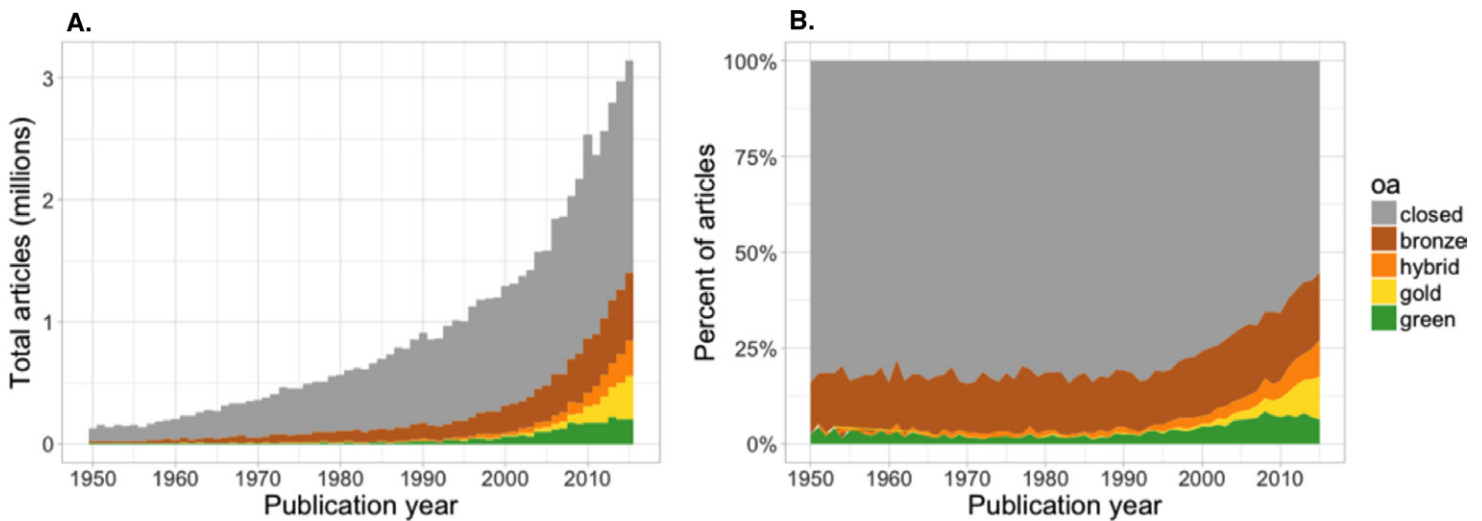 A.
Total articles (millions)
3
2
1
0
1950 1960 1970 1980 1990 2000 2010
Publication year
B.
Percent of articles
100%
75%
50%
25%
0%
1950 1960 1970 1980 1990 2000 2010
Publication year
oa
closed
bronze
hybrid
gold
green